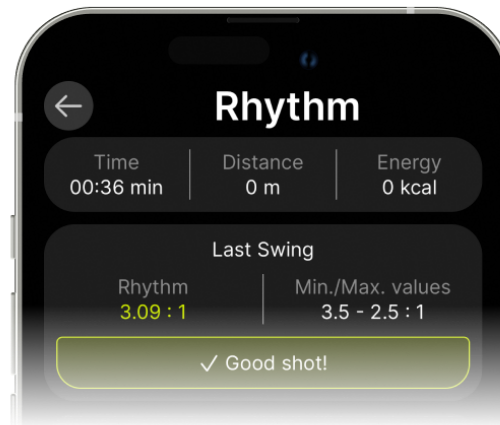 Rhythm
Time Distance Energy
00:36 min 0 m 0 kcal
Last Swing
Rhythm Min./Max. values
3.09 : 1 3.5 - 2.5 : 1
✓ Good shot!